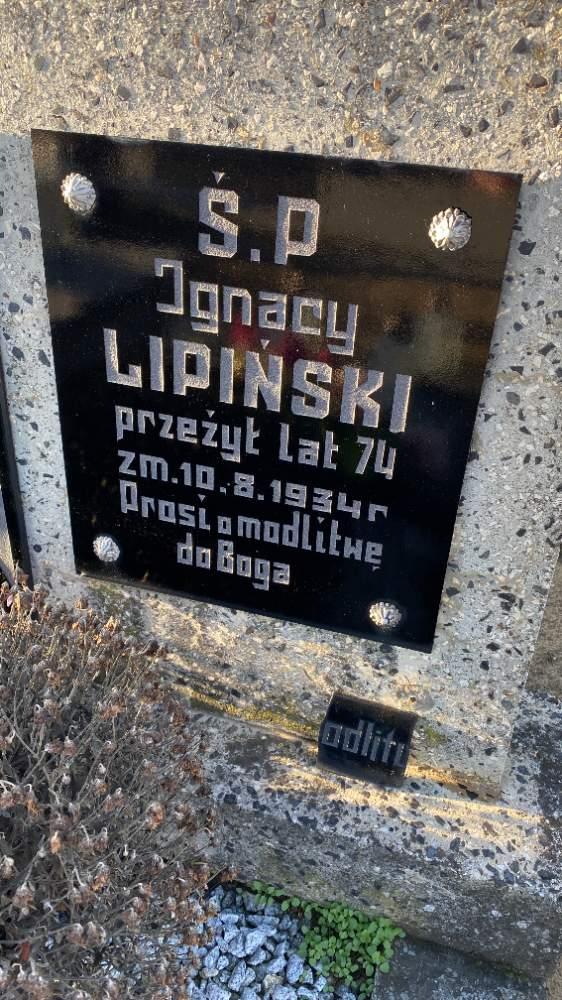 Ś.P
Ignacy
LIPIŃSKI
przeżył lat 74
zm.10.8.1934r
Prosi o modlitwę
do Boga
odlitw